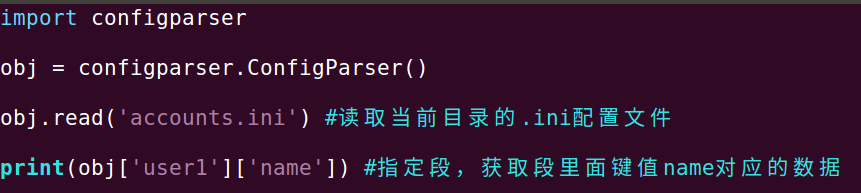 import configparser
obj = configparser.ConfigParser()
obj.read('accounts.ini') #读取当前目录的.ini配置文件
print(obj['user1']['name']) #指定段，获取段里面键值name对应的数据